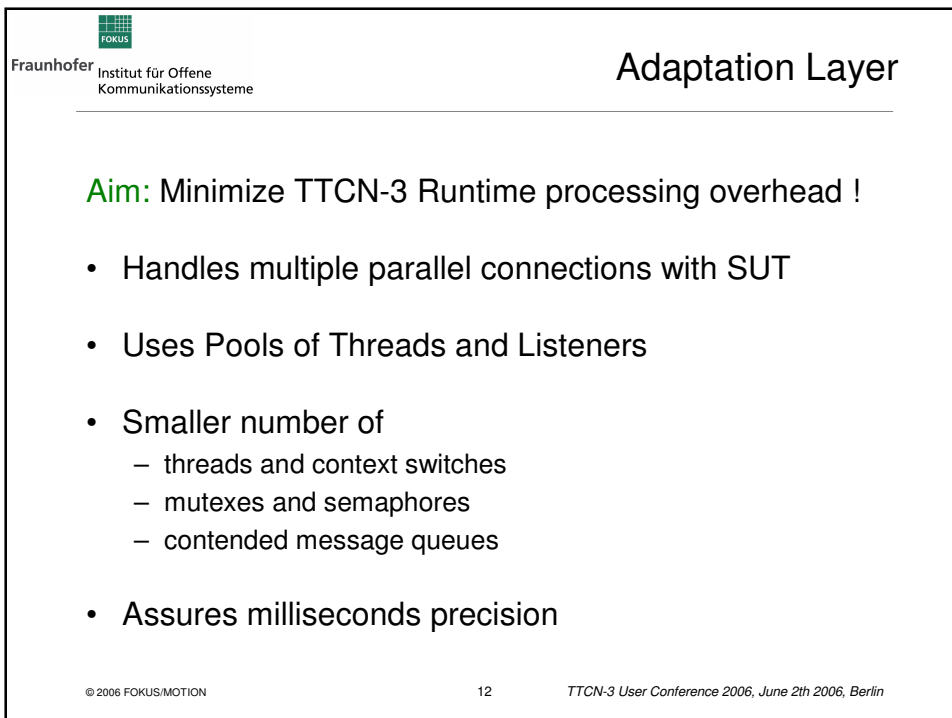 FOKUS
Fraunhofer Institut für Offene
Kommunikationssysteme
Adaptation Layer
Aim: Minimize TTCN-3 Runtime processing overhead !
• Handles multiple parallel connections with SUT
• Uses Pools of Threads and Listeners
• Smaller number of
– threads and context switches
– mutexes and semaphores
– contended message queues
• Assures milliseconds precision
© 2006 FOKUS/MOTION 12 TTCN-3 User Conference 2006, June 2th 2006, Berlin